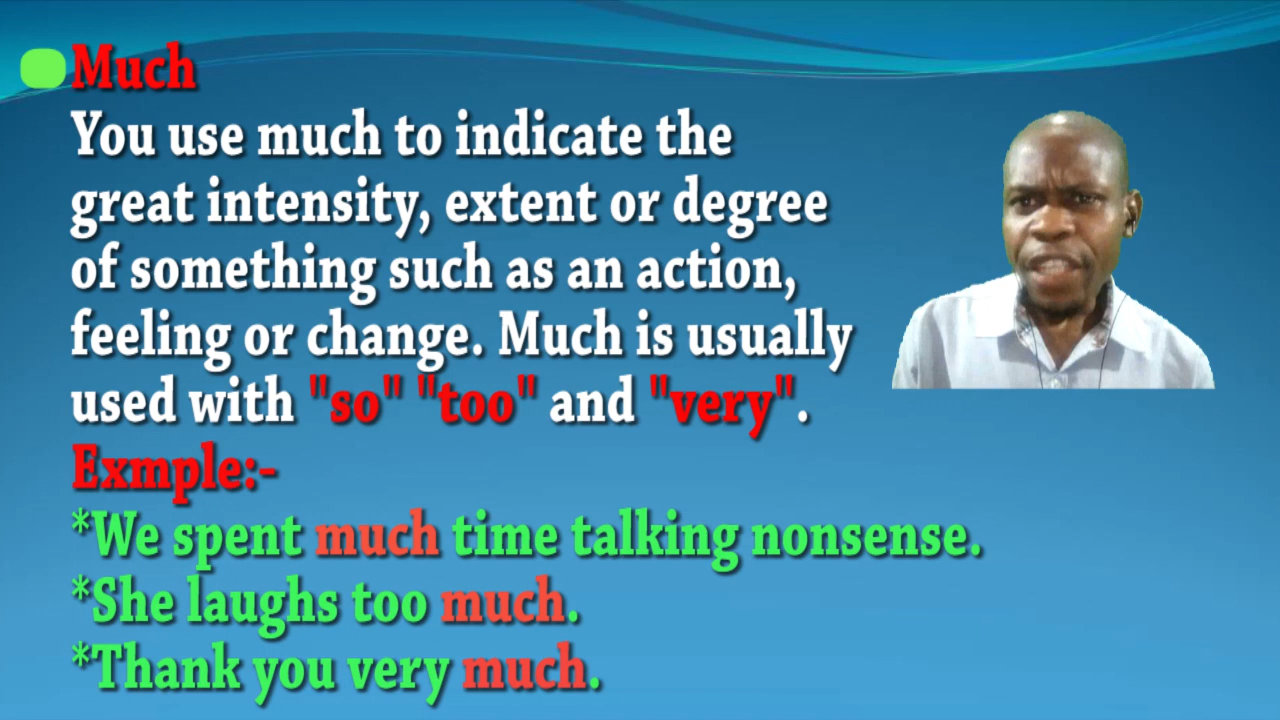 Much
You use much to indicate the
great intensity, extent or degree
of something such as an action,
feeling or change. Much is usually
used with "so" "too" and "very".
Exmple:-
*We spent much time talking nonsense.
*She laughs too much.
*Thank you very much.